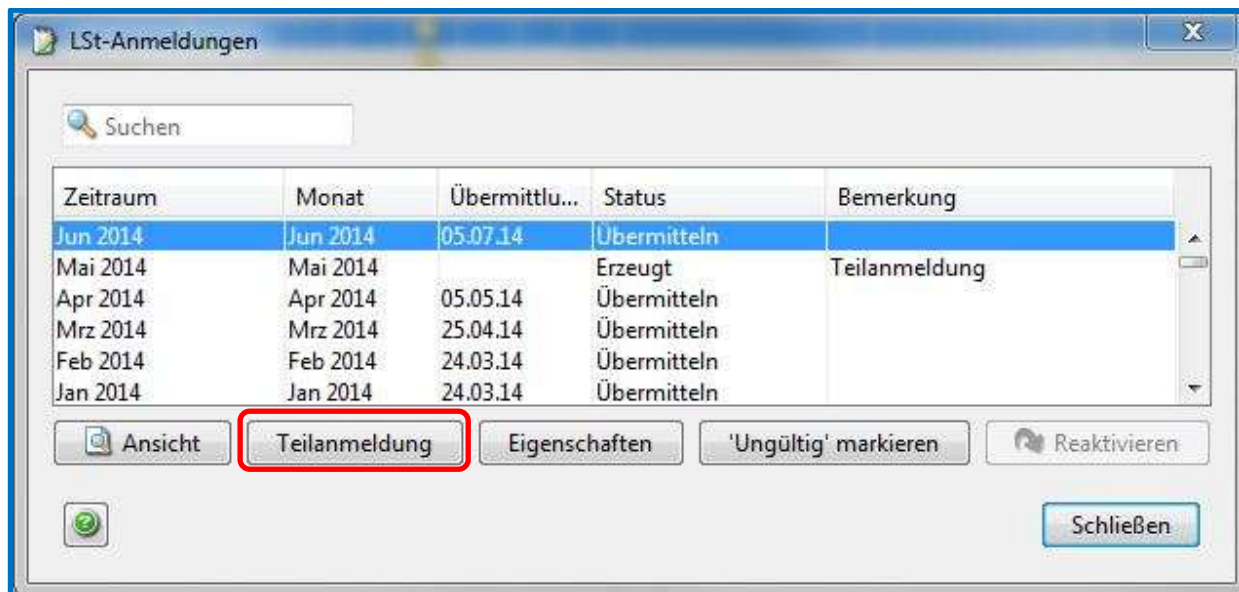 LSt-Anmeldungen
Suchen
Zeitraum Monat Übermittlu... Status Bemerkung
Jun 2014 Jun 2014 05.07.14 Übermitteln
Mai 2014 Mai 2014 Erzeugt Teilanmeldung
Apr 2014 Apr 2014 05.05.14 Übermitteln
Mrz 2014 Mrz 2014 25.04.14 Übermitteln
Feb 2014 Feb 2014 24.03.14 Übermitteln
Jan 2014 Jan 2014 24.03.14 Übermitteln
Ansicht Teilanmeldung Eigenschaften 'Ungültig' markieren Reaktivieren
Schließen